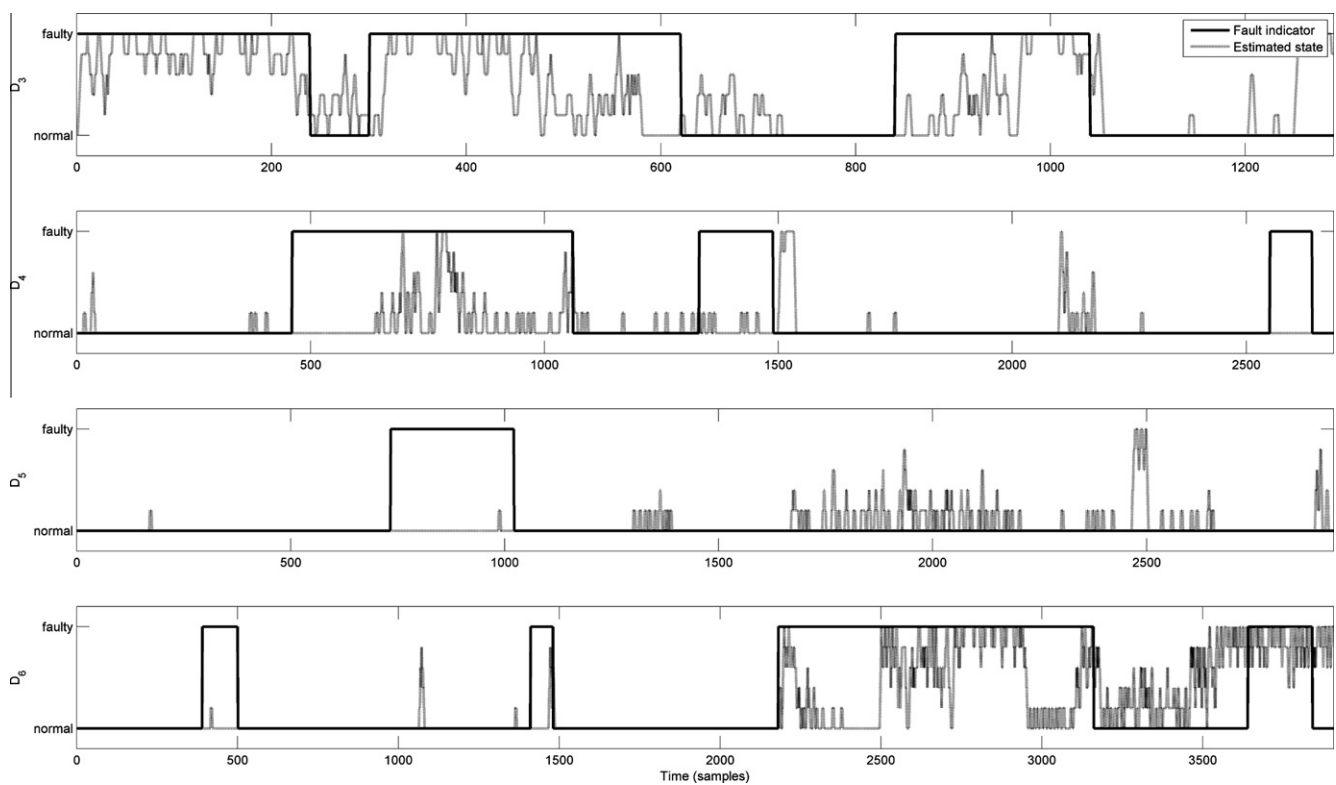 faulty
Fault indicator
Estimated state
D3
normal
0 200 400 600 800 1000 1200
faulty
D4
normal
0 500 1000 1500 2000 2500
faulty
D5
normal
0 500 1000 1500 2000 2500
faulty
D6
normal
0 500 1000 1500 2000 2500 3000 3500
Time (samples)